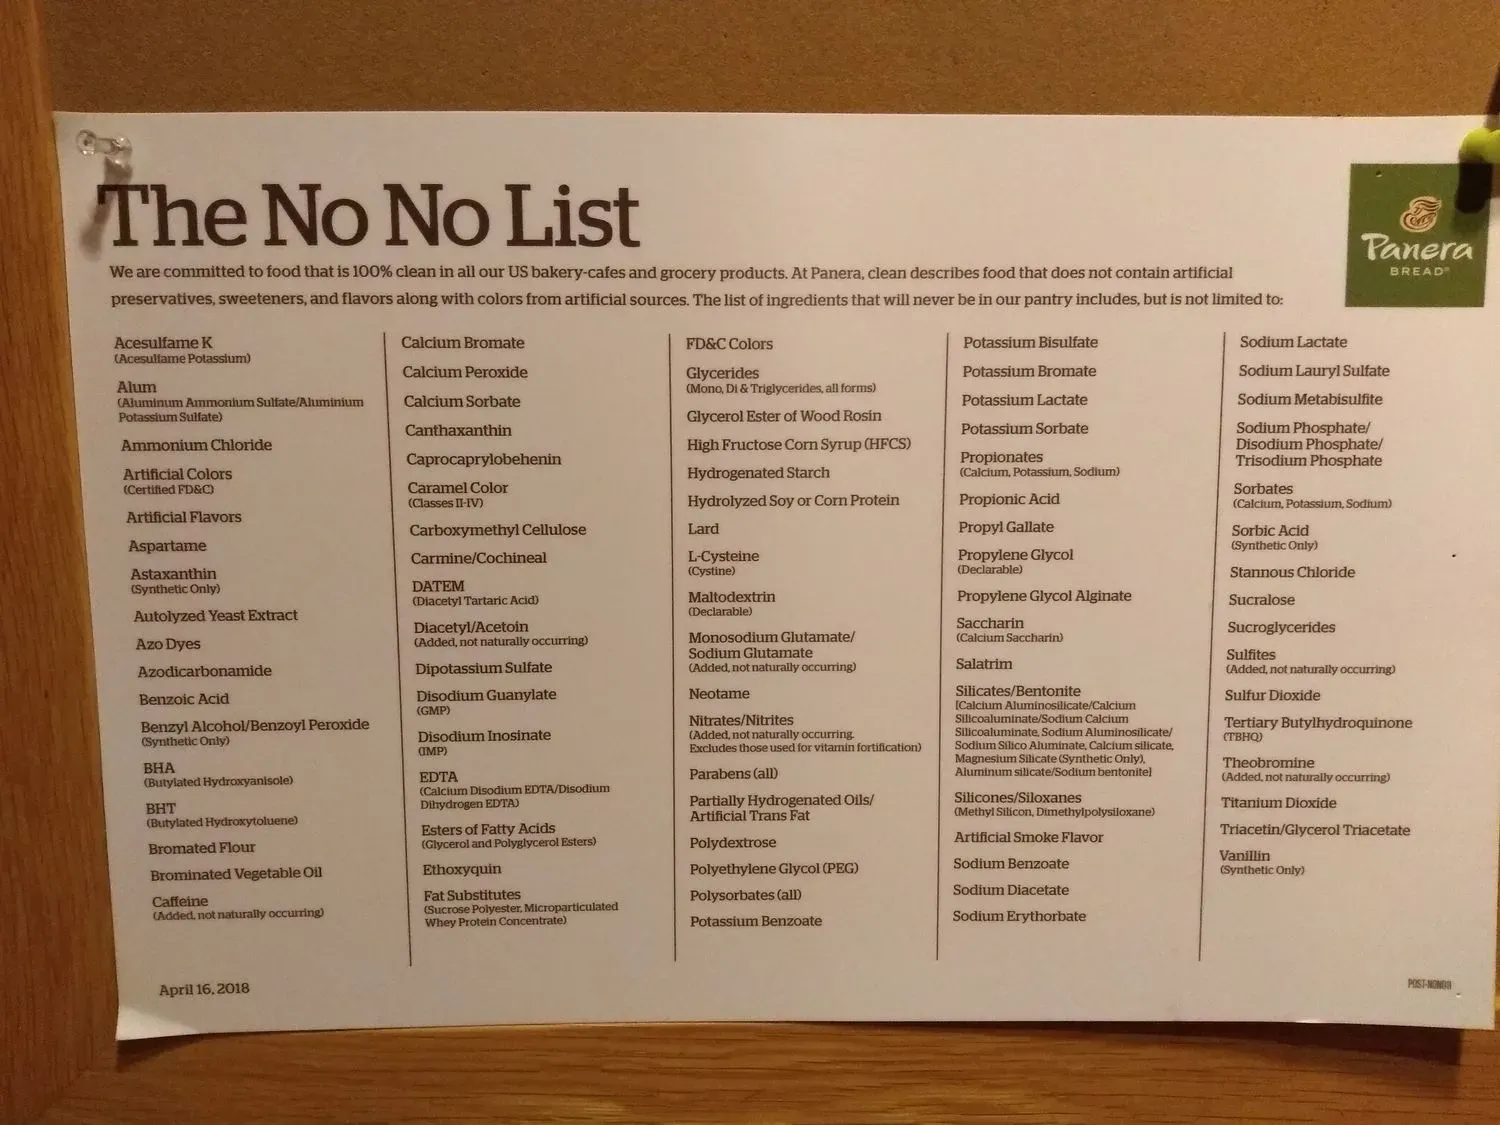 The No No List
Panera
BREAD®
We are committed to food that is 100% clean in all our US bakery-cafes and grocery products. At Panera, clean describes food that does not contain artificial
preservatives, sweeteners, and flavors along with colors from artificial sources. The list of ingredients that will never be in our pantry includes, but is not limited to:
Acesulfame K
(Acesulfame Potassium)
Alum
(Aluminum Ammonium Sulfate/Aluminium
Potassium Sulfate)
Ammonium Chloride
Artificial Colors
(Certified FD&C)
Artificial Flavors
Aspartame
Astaxanthin
(Synthetic Only)
Autolyzed Yeast Extract
Azo Dyes
Azodicarbonamide
Benzoic Acid
Benzyl Alcohol/Benzoyl Peroxide
(Synthetic Only)
BHA
(Butylated Hydroxyanisole)
BHT
(Butylated Hydroxytoluene)
Bromated Flour
Brominated Vegetable Oil
Caffeine
(Added, not naturally occurring)
Calcium Bromate
Calcium Peroxide
Calcium Sorbate
Canthaxanthin
Caprocaprylobehenin
Caramel Color
(Classes II-IV)
Carboxymethyl Cellulose
Carmine/Cochineal
DATEM
(Diacetyl Tartaric Acid)
Diacetyl/Acetoin
(Added, not naturally occurring)
Dipotassium Sulfate
Disodium Guanylate
(GMP)
Disodium Inosinate
(IMP)
EDTA
(Calcium Disodium EDTA/Disodium
Dihydrogen EDTA)
Esters of Fatty Acids
(Glycerol and Polyglycerol Esters)
Ethoxyquin
Fat Substitutes
(Sucrose Polyester, Microparticulated
Whey Protein Concentrate)
FD&C Colors
Glycerides
(Mono, Di & Triglycerides, all forms)
Glycerol Ester of Wood Rosin
High Fructose Corn Syrup (HFCS)
Hydrogenated Starch
Hydrolyzed Soy or Corn Protein
Lard
L-Cysteine
(Cystine)
Maltodextrin
(Declarable)
Monosodium Glutamate/
Sodium Glutamate
(Added, not naturally occurring)
Neotame
Nitrates/Nitrites
(Added, not naturally occurring.
Excludes those used for vitamin fortification)
Parabens (all)
Partially Hydrogenated Oils/
Artificial Trans Fat
Polydextrose
Polyethylene Glycol (PEG)
Polysorbates (all)
Potassium Benzoate
Potassium Bisulfate
Potassium Bromate
Potassium Lactate
Potassium Sorbate
Propionates
(Calcium, Potassium, Sodium)
Propionic Acid
Propyl Gallate
Propylene Glycol
(Declarable)
Propylene Glycol Alginate
Saccharin
(Calcium Saccharin)
Salatrim
Silicates/Bentonite
[Calcium Aluminosilicate/Calcium
Silicoaluminate/Sodium Calcium
Silicoaluminate, Sodium Aluminosilicate/
Sodium Silico Aluminate, Calcium silicate,
Magnesium Silicate (Synthetic Only),
Aluminum silicate/Sodium bentonite]
Silicones/Siloxanes
(Methyl Silicon, Dimethylpolysiloxane)
Artificial Smoke Flavor
Sodium Benzoate
Sodium Diacetate
Sodium Erythorbate
Sodium Lactate
Sodium Lauryl Sulfate
Sodium Metabisulfite
Sodium Phosphate/
Disodium Phosphate/
Trisodium Phosphate
Sorbates
(Calcium, Potassium, Sodium)
Sorbic Acid
(Synthetic Only)
Stannous Chloride
Sucralose
Sucroglycerides
Sulfites
(Added, not naturally occurring)
Sulfur Dioxide
Tertiary Butylhydroquinone
(TBHQ)
Theobromine
(Added, not naturally occurring)
Titanium Dioxide
Triacetin/Glycerol Triacetate
Vanillin
(Synthetic Only)
April 16, 2018